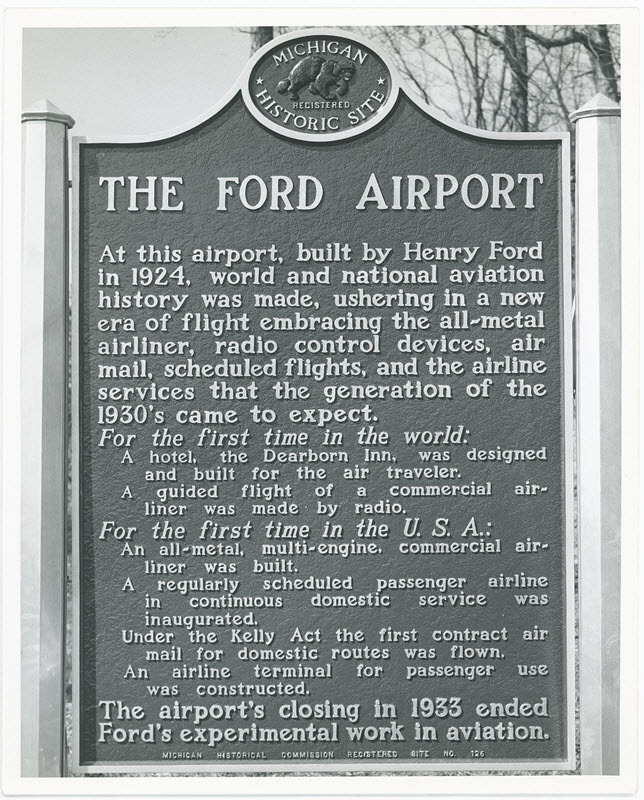 MICHIGAN
REGISTERED
HISTORIC SITE
THE FORD AIRPORT
At this airport, built by Henry Ford
in 1924, world and national aviation
history was made, ushering in a new
era of flight embracing the all-metal
airliner, radio control devices, air
mail, scheduled flights, and the airline
services that the generation of the
1930's came to expect.
For the first time in the world:
A hotel, the Dearborn Inn, was designed
and built for the air traveler.
A guided flight of a commercial air-
liner was made by radio.
For the first time in the U. S. A.:
An all-metal, multi-engine, commercial air-
liner was built.
A regularly scheduled passenger airline
in continuous domestic service was
inaugurated.
Under the Kelly Act the first contract air
mail for domestic routes was flown.
An airline terminal for passenger use
was constructed.
The airport's closing in 1933 ended
Ford's experimental work in aviation.
MICHIGAN HISTORICAL COMMISSION REGISTERED SITE NO. 126